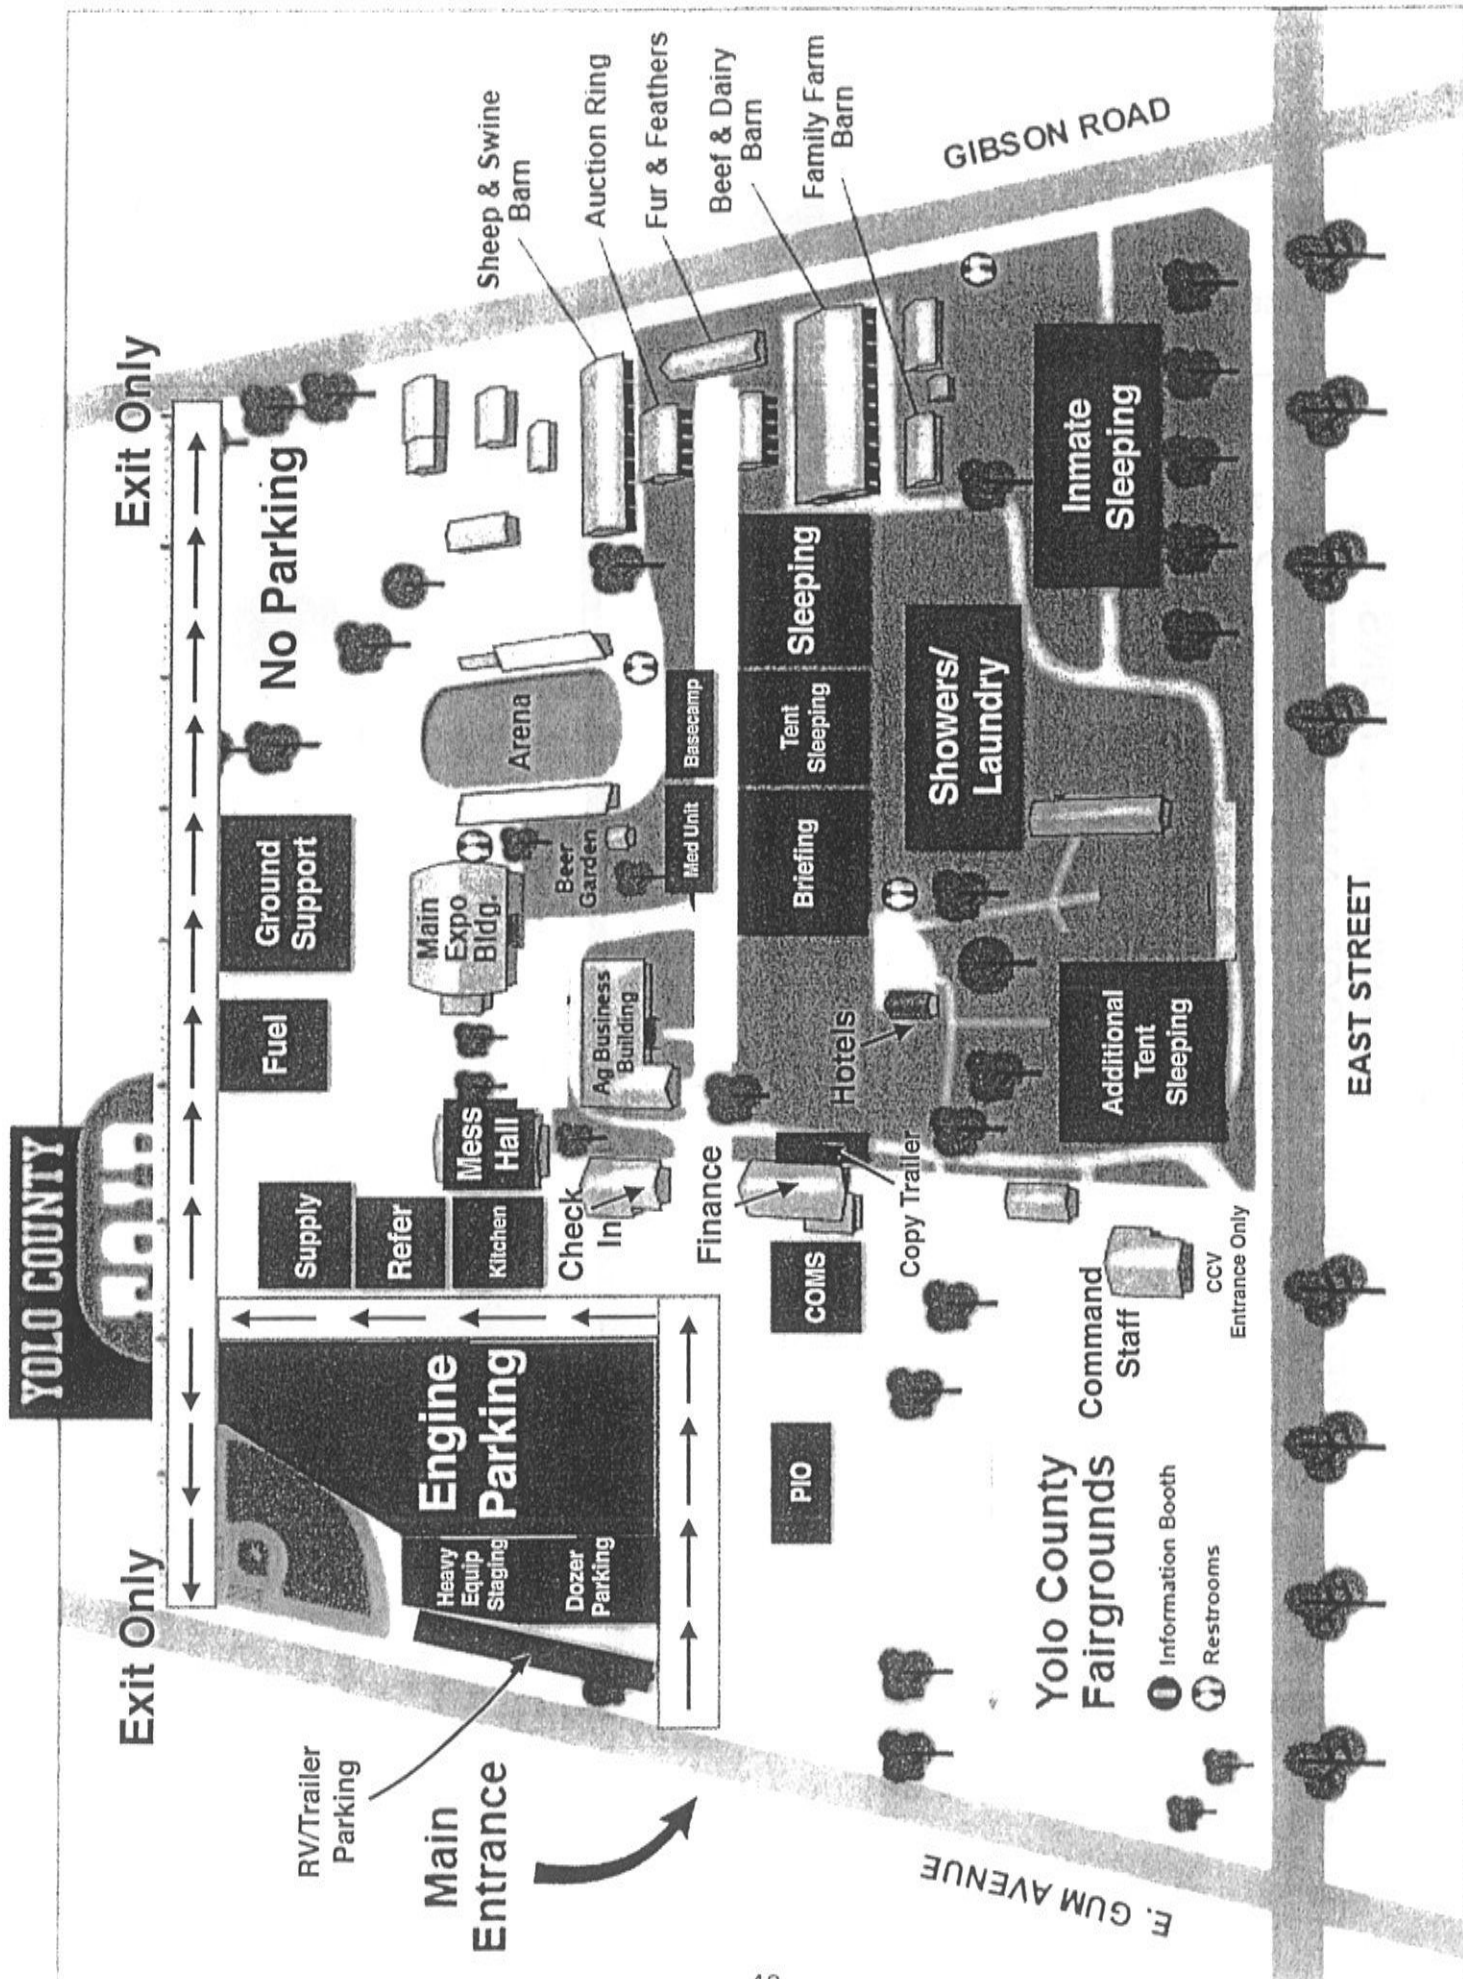 YOLO COUNTY
FAIR
Exit Only
Exit Only
No Parking
RV/Trailer
Parking
Main
Entrance
Engine
Parking
Heavy
Equip
Staging
Dozer
Parking
Supply
Refer
Kitchen
Mess
Hall
Fuel
Ground
Support
Main
Expo
Bldg.
Arena
Beer
Garden
Ag Business
Building
Check
In
Finance
Med Unit
Basecamp
Sheep & Swine
Barn
Auction Ring
Fur & Feathers
Beef & Dairy
Barn
Family Farm
Barn
GIBSON ROAD
PIO
COMS
Copy Trailer
Hotels
Briefing
Tent
Sleeping
Sleeping
Showers/
Laundry
Inmate
Sleeping
Additional
Tent
Sleeping
Command
Staff
CCV
Entrance Only
Yolo County
Fairgrounds
Information Booth
Restrooms
E. GUM AVENUE
EAST STREET